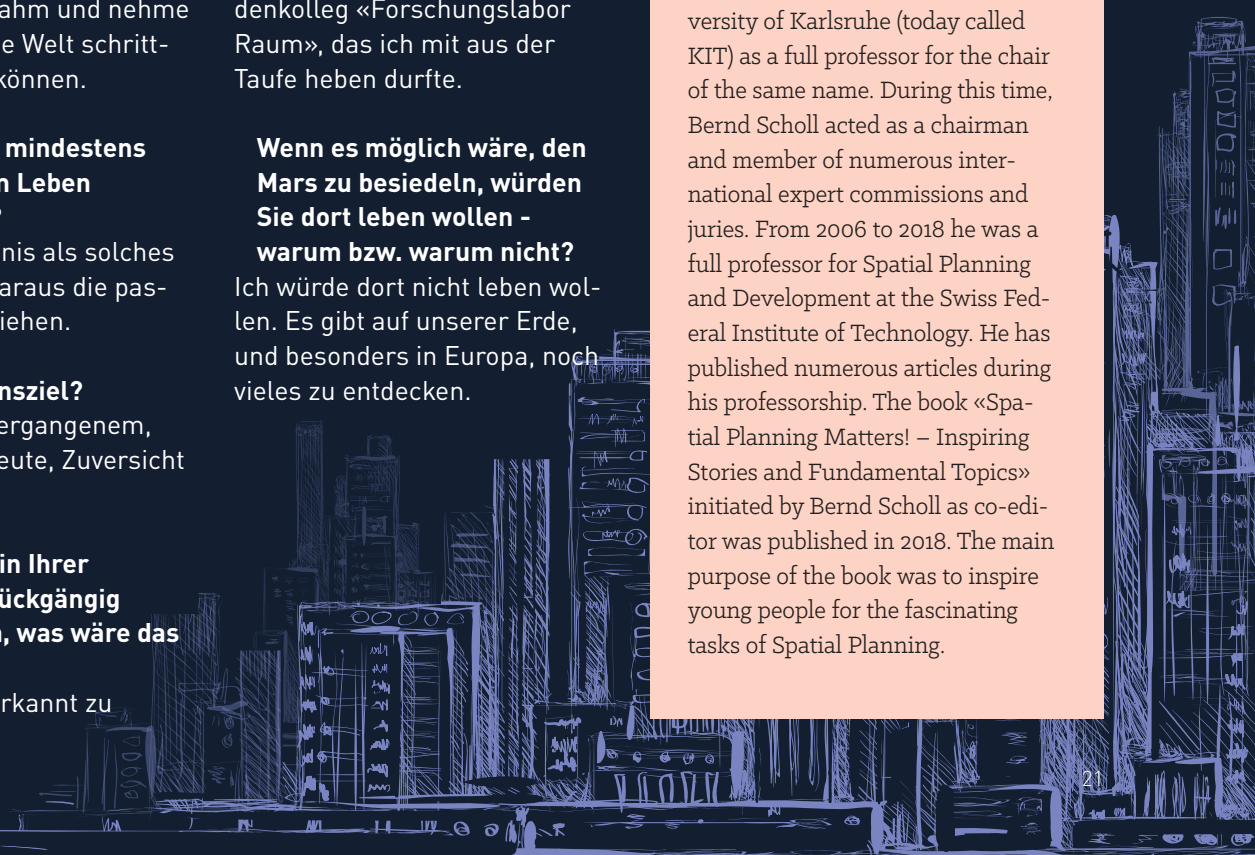 ahm und nehme
e Welt schritt-
können.
mindestens
n Leben
?
nis als solches
araus die pas-
iehen.
nsziel?
ergangenem,
eute, Zuversicht
in Ihrer
ückgängig
, was wäre das
rkannt zu
denkolleg «Forschungslabor
Raum», das ich mit aus der
Taufe heben durfte.
Wenn es möglich wäre, den
Mars zu besiedeln, würden
Sie dort leben wollen -
warum bzw. warum nicht?
Ich würde dort nicht leben wol-
len. Es gibt auf unserer Erde,
und besonders in Europa, noch
vieles zu entdecken.
versity of Karlsruhe (today called
KIT) as a full professor for the chair
of the same name. During this time,
Bernd Scholl acted as a chairman
and member of numerous inter-
national expert commissions and
juries. From 2006 to 2018 he was a
full professor for Spatial Planning
and Development at the Swiss Fed-
eral Institute of Technology. He has
published numerous articles during
his professorship. The book «Spa-
tial Planning Matters! – Inspiring
Stories and Fundamental Topics»
initiated by Bernd Scholl as co-edi-
tor was published in 2018. The main
purpose of the book was to inspire
young people for the fascinating
tasks of Spatial Planning.
21